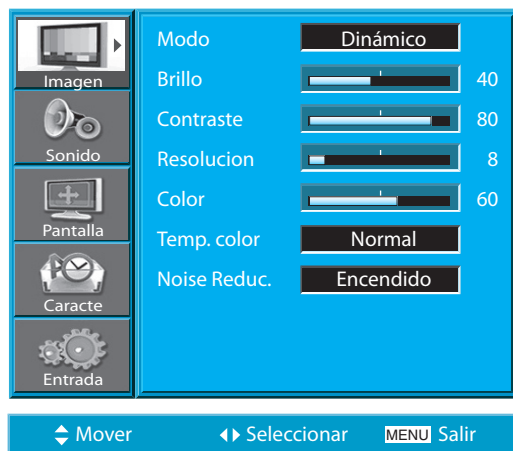 Imagen
Sonido
Pantalla
Caracte
Entrada
Modo Dinámico
Brillo 40
Contraste 80
Resolucion 8
Color 60
Temp. color Normal
Noise Reduc. Encendido
Mover Seleccionar MENU Salir